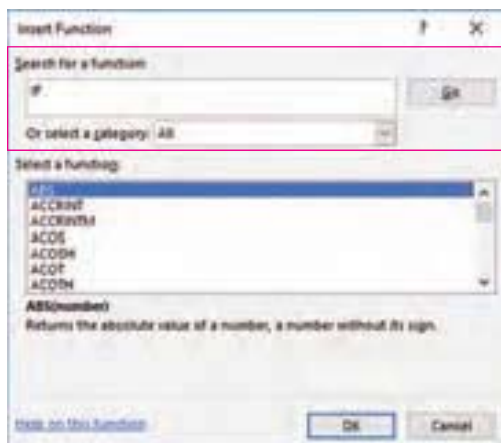 Insert Function ? X
Search for a function:
IF
Go
Or select a category: All
Select a function:
ABS
ACCRINT
ACCRINTM
ACOS
ACOSH
ACOT
ACOTH
ABS(number)
Returns the absolute value of a number, a number without its sign.
Help on this function
OK Cancel